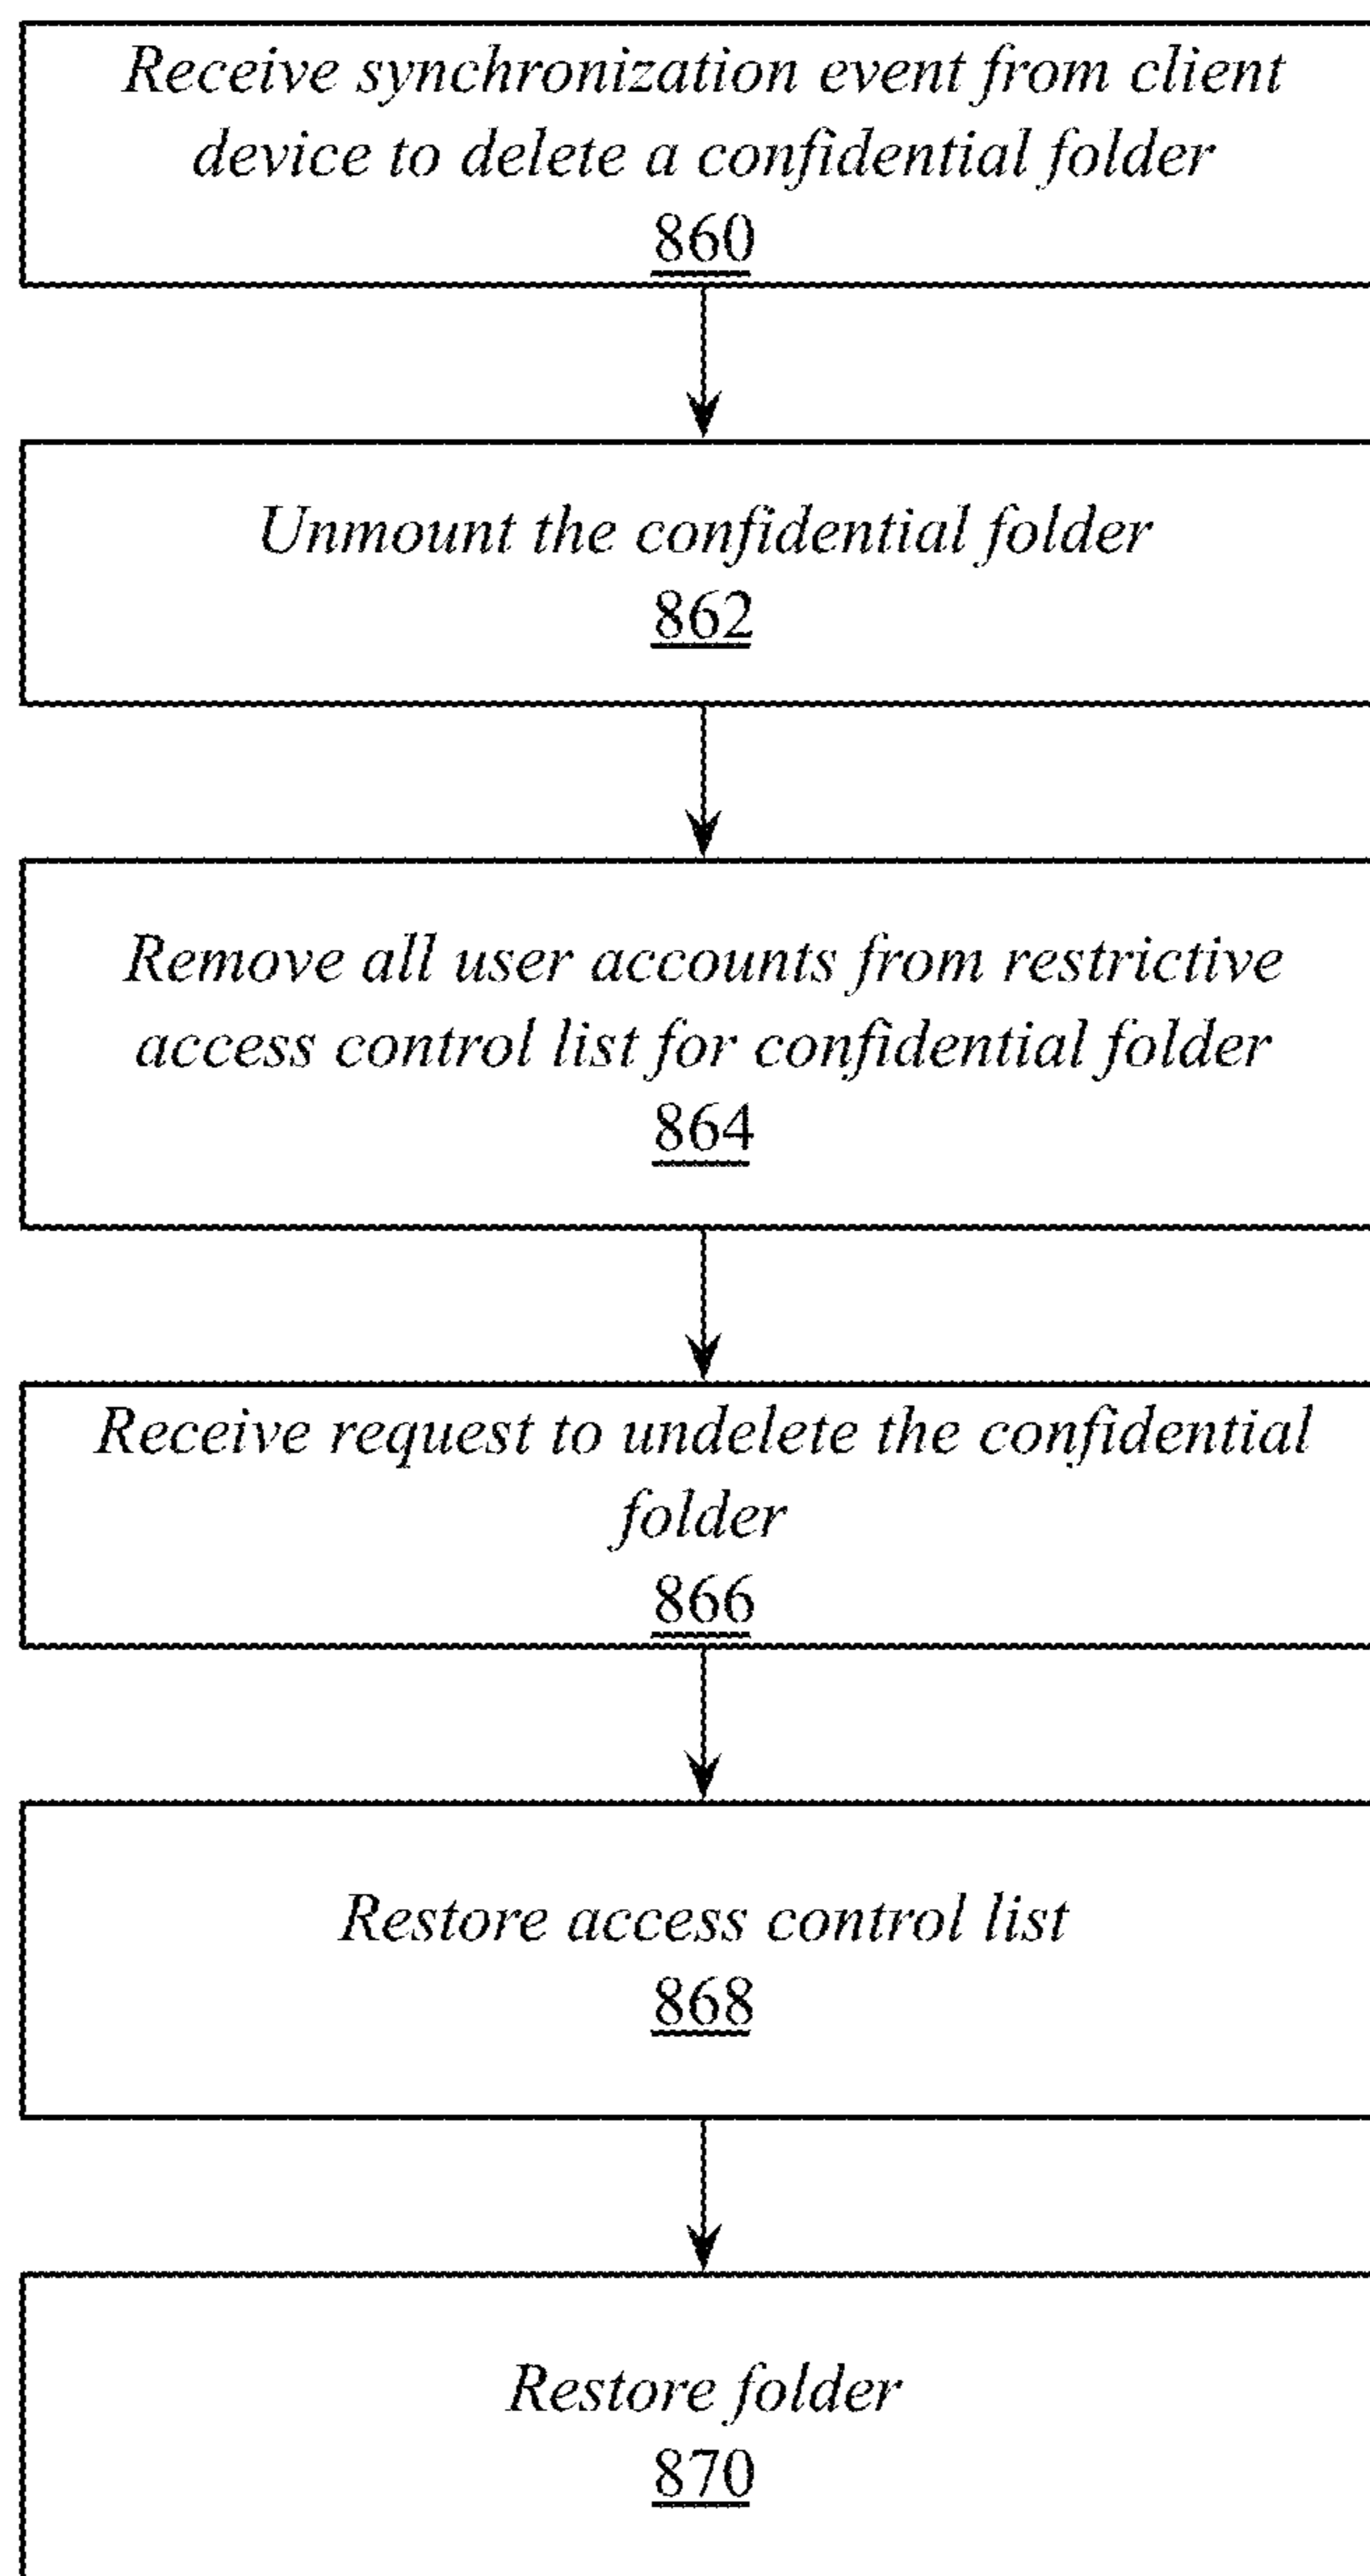 Receive synchronization event from client
device to delete a confidential folder
860
Unmount the confidential folder
862
Remove all user accounts from restrictive
access control list for confidential folder
864
Receive request to undelete the confidential
folder
866
Restore access control list
868
Restore folder
870